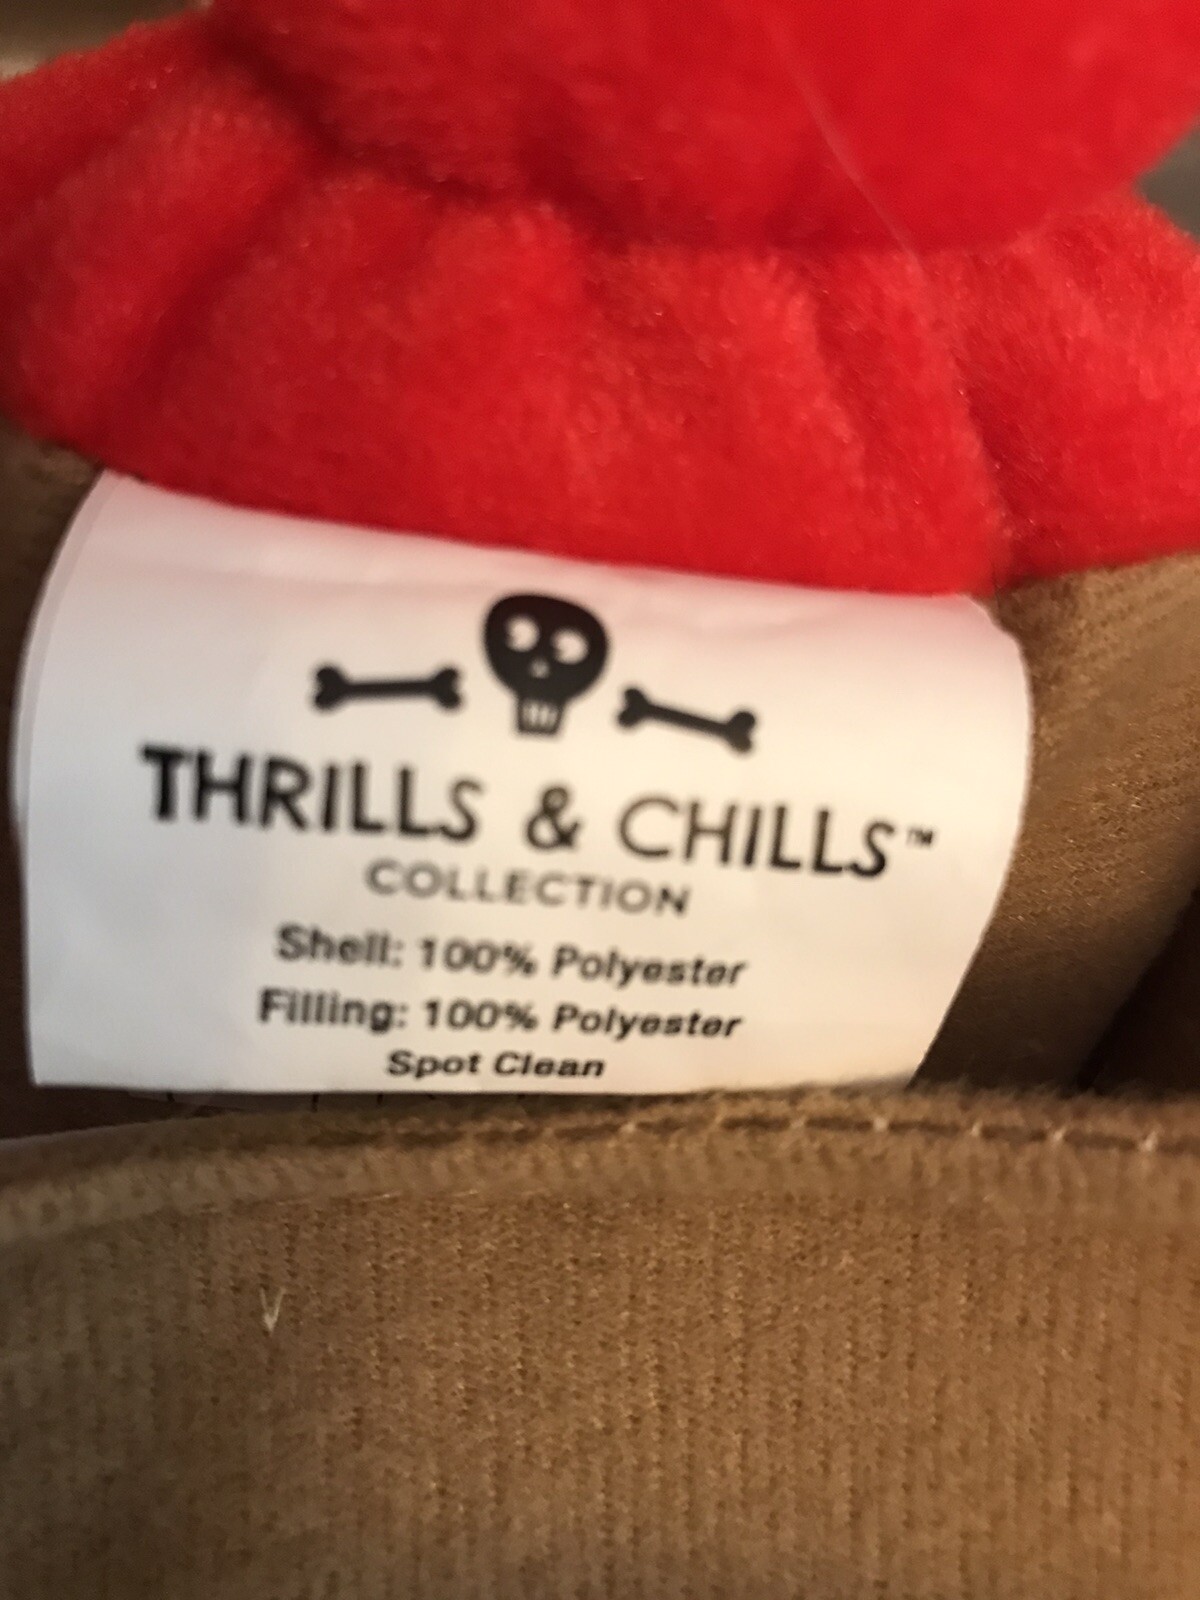 THRILLS & CHILLS™
COLLECTION
Shell: 100% Polyester
Filling: 100% Polyester
Spot Clean